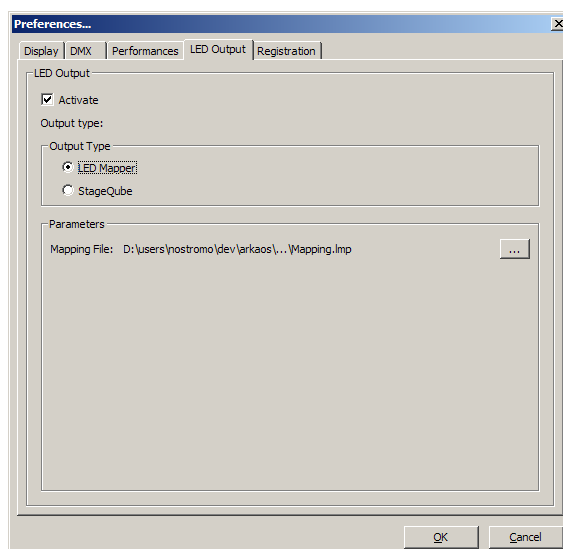 Preferences...
Display DMX Performances LED Output Registration
LED Output
Activate
Output type:
Output Type
LED Mapper
StageQube
Parameters
Mapping File: D:\users\nostromo\dev\arkaos\...\Mapping.lmp ...
OK Cancel